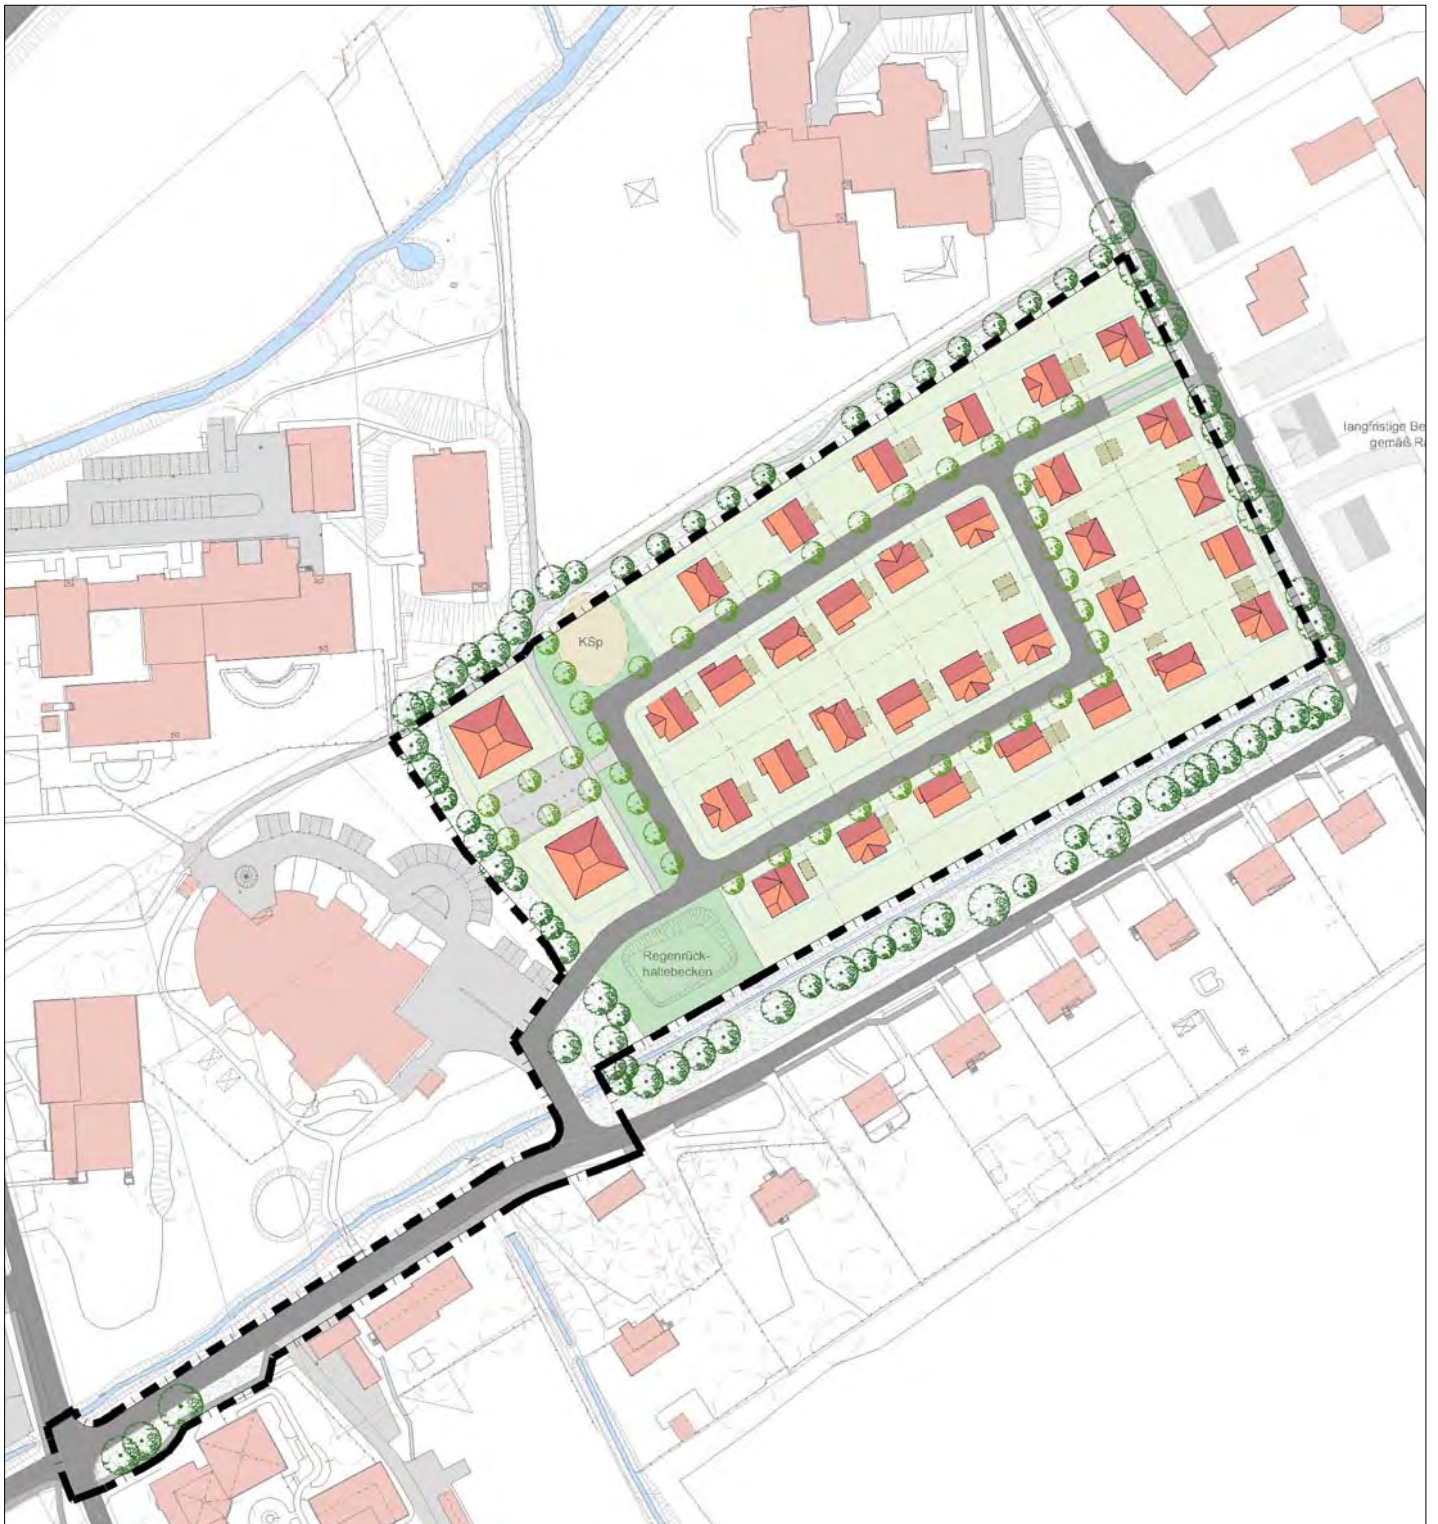 langfristige Be
gemäß R
KSp
Regenrück-
haltebecken